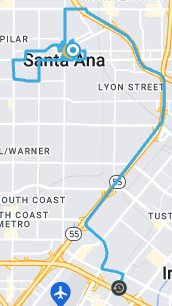 PILAR
Santa Ana
LYON STREET
L/WARNER
55
SOUTH COAST
TH COAST
METRO
TUST
55
Ir